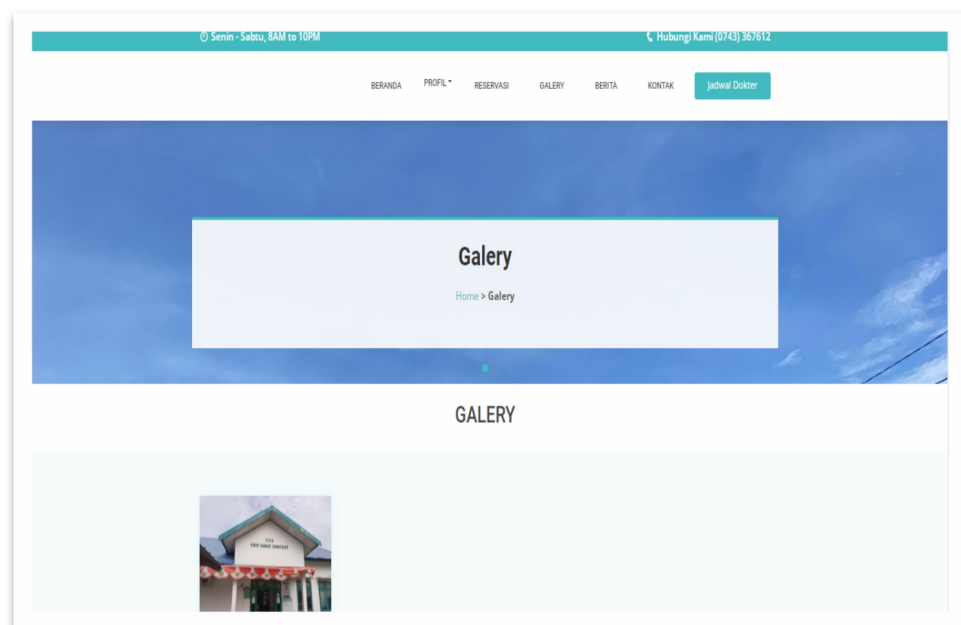 Senin - Sabtu, 8AM to 10PM
Hubungi Kami (0743) 367612
BERANDA PROFIL RESERVASI GALERY BERITA KONTAK Jadwal Dokter
Galery
Home > Galery
GALERY